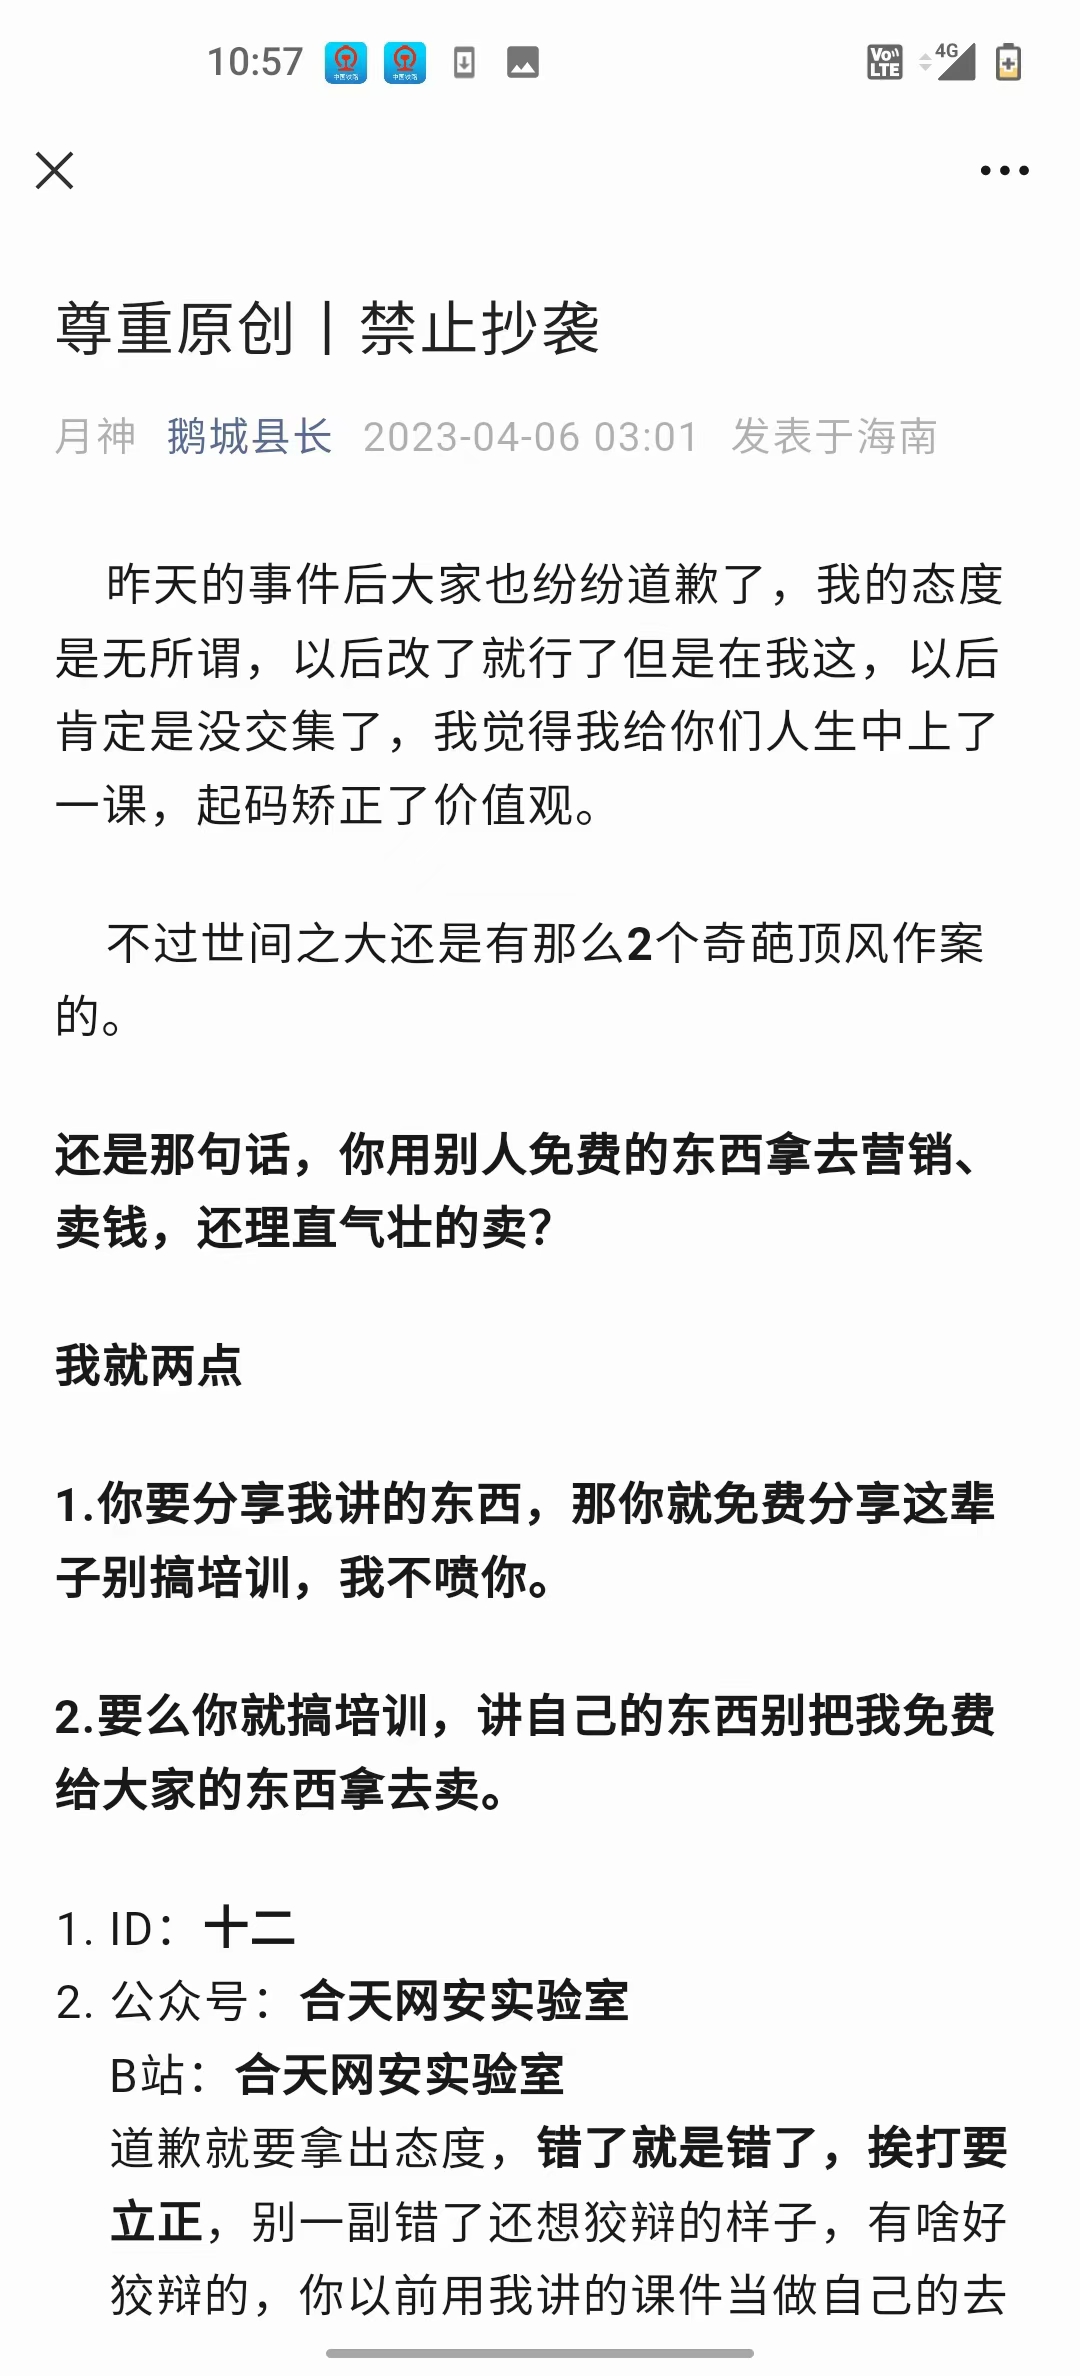 10:57
中国铁路
中国铁路
Vo))
LTE
4G
尊重原创丨禁止抄袭
月神 鹅城县长 2023-04-06 03:01 发表于海南
昨天的事件后大家也纷纷道歉了，我的态度
是无所谓，以后改了就行了但是在我这，以后
肯定是没交集了，我觉得我给你们人生中上了
一课，起码矫正了价值观。
不过世间之大还是有那么2个奇葩顶风作案
的。
还是那句话，你用别人免费的东西拿去营销、
卖钱，还理直气壮的卖？
我就两点
1.你要分享我讲的东西，那你就免费分享这辈
子别搞培训，我不喷你。
2.要么你就搞培训，讲自己的东西别把我免费
给大家的东西拿去卖。
1. ID：十二
2. 公众号：合天网安实验室
B站：合天网安实验室
道歉就要拿出态度，错了就是错了，挨打要
立正，别一副错了还想狡辩的样子，有啥好
狡辩的，你以前用我讲的课件当做自己的去